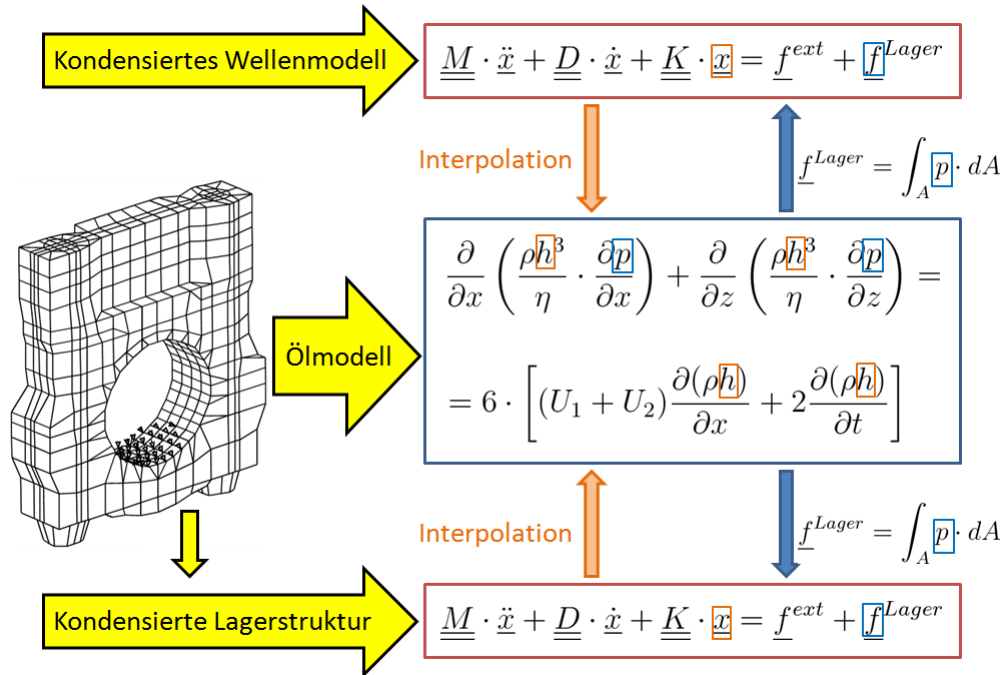 Kondensiertes Wellenmodell
M · ẍ + D · ẋ + K · x = f^{ext} + f^{Lager}
Interpolation
f^{Lager} = ∫_A p · dA
Ölmodell
∂/∂x (ρh³/η · ∂p/∂x) + ∂/∂z (ρh³/η · ∂p/∂z) =
= 6 · [(U₁ + U₂) ∂(ρh)/∂x + 2 ∂(ρh)/∂t]
Interpolation
f^{Lager} = ∫_A p · dA
Kondensierte Lagerstruktur
M · ẍ + D · ẋ + K · x = f^{ext} + f^{Lager}